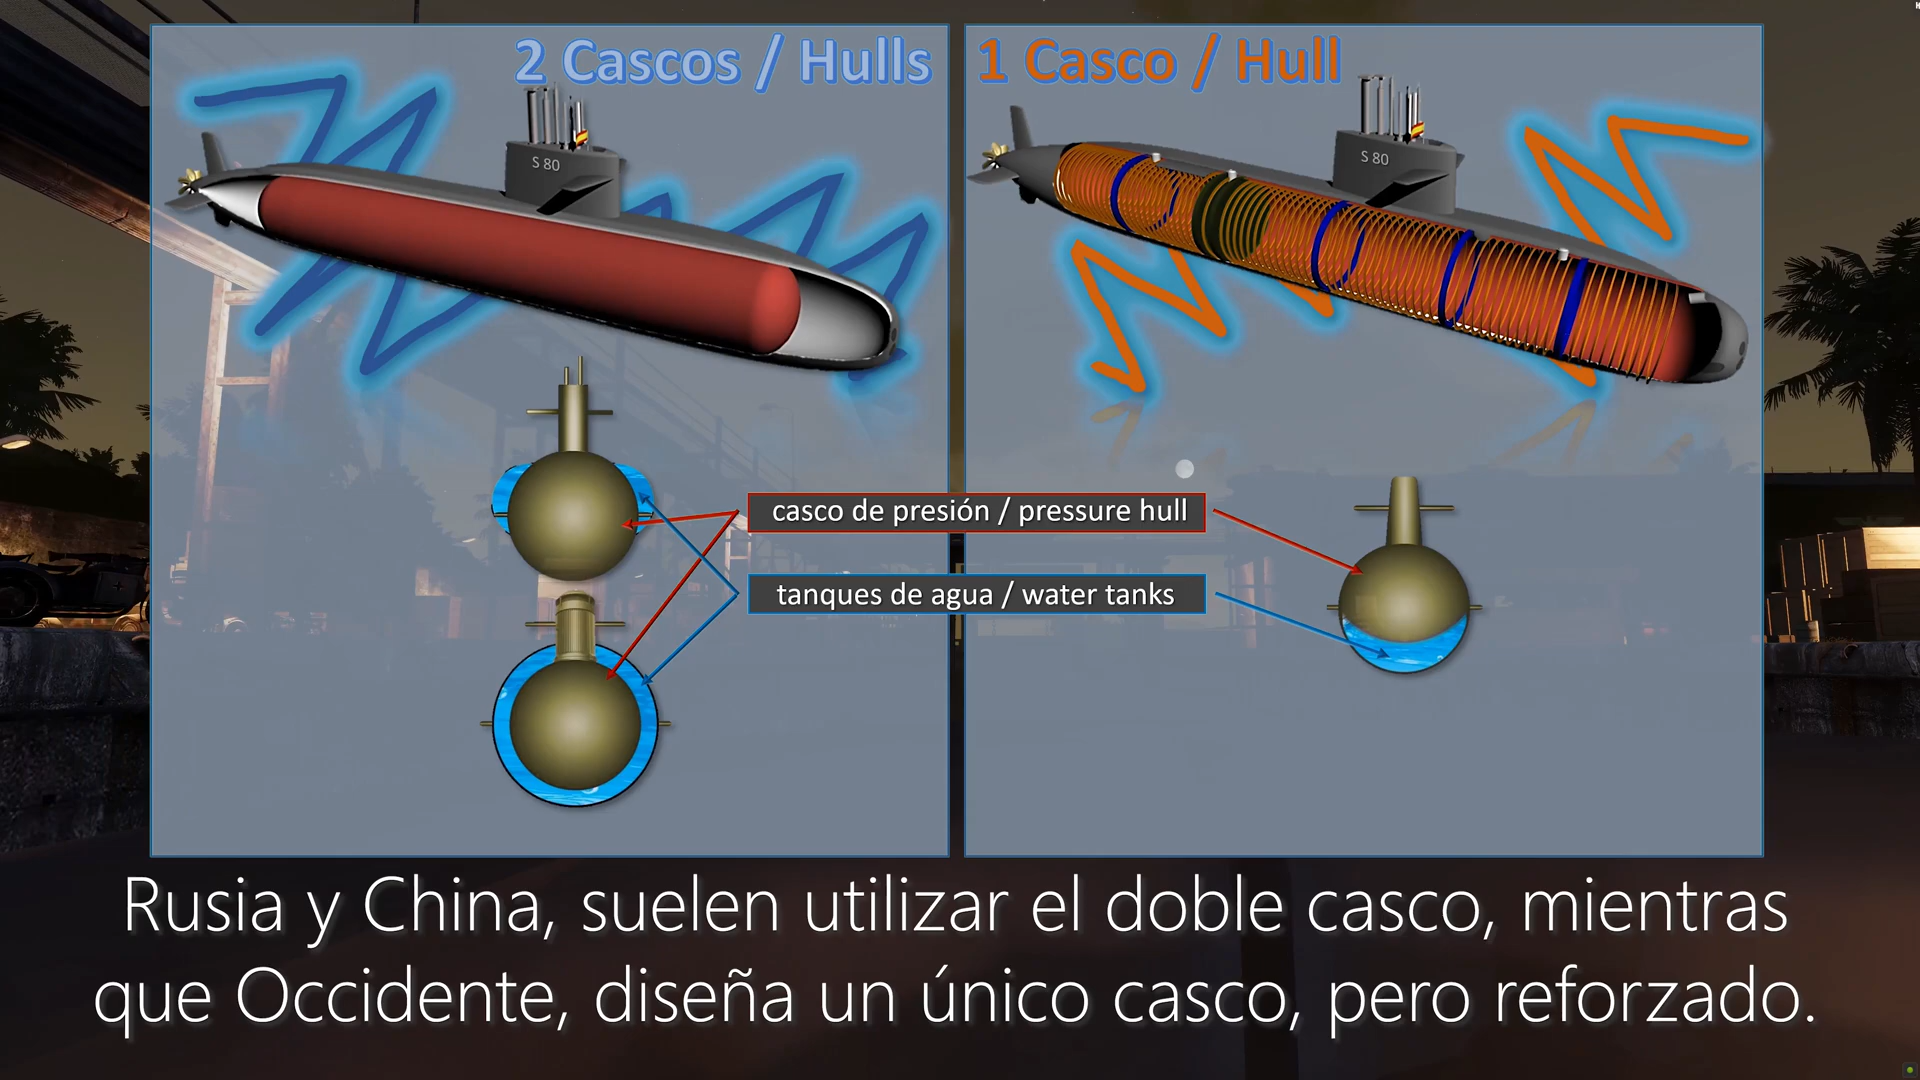 2 Cascos / Hulls
1 Casco / Hull
S 80
S 80
casco de presión / pressure hull
tanques de agua / water tanks
Rusia y China, suelen utilizar el doble casco, mientras
que Occidente, diseña un único casco, pero reforzado.